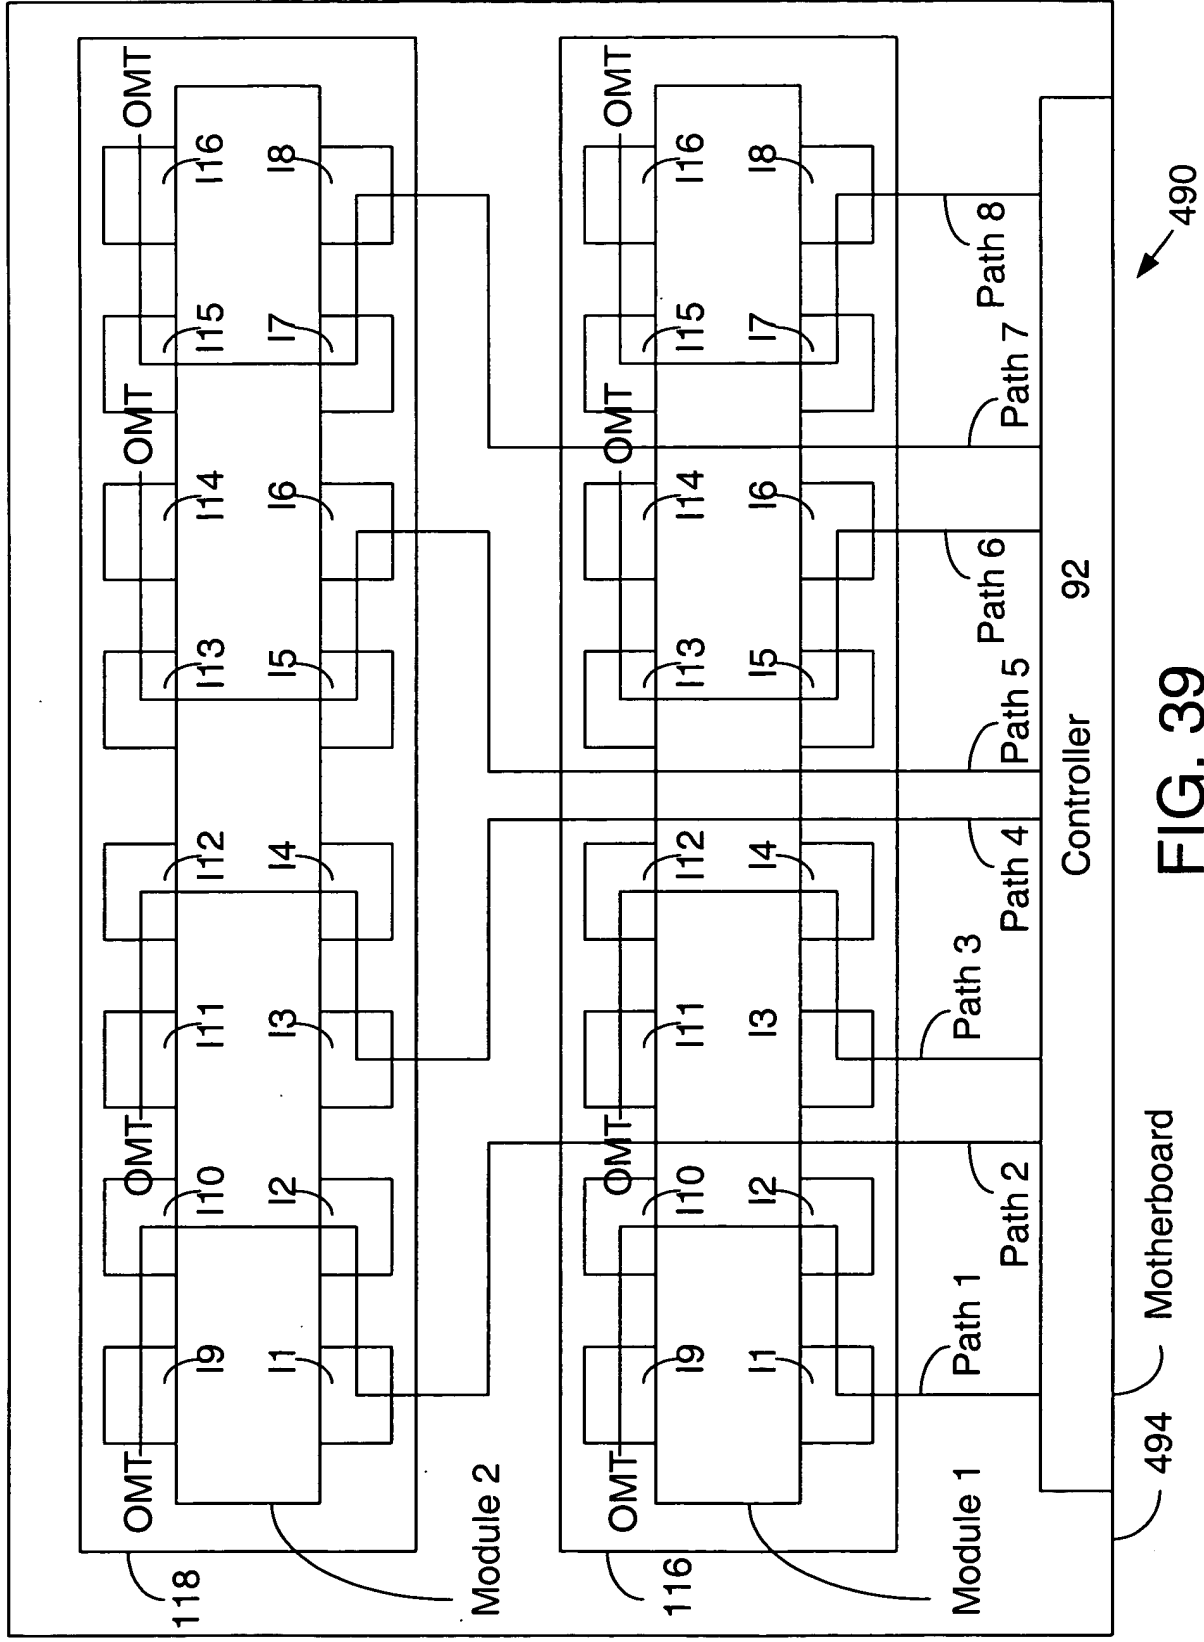 OMT OMT OMT OMT
118
I9 I10 I11 I12 I13 I14 I15 I16
I1 I2 I3 I4 I5 I6 I7 I8
Module 2
OMT OMT OMT OMT
116
I9 I10 I11 I12 I13 I14 I15 I16
I1 I2 I3 I4 I5 I6 I7 I8
Module 1
Path 1
Path 2
Path 3
Path 4
Path 5
Path 6
Path 7
Path 8
Controller 92
494
Motherboard
490
FIG. 39